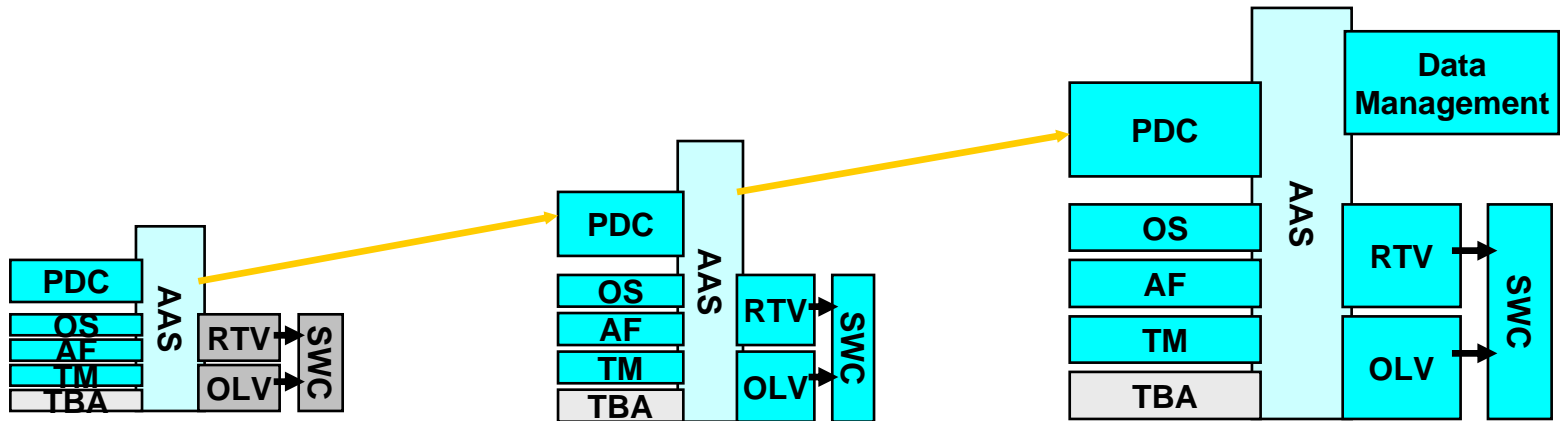 PDC
OS
AF
TM
TBA
AAS
RTV
OLV
SWC
PDC
OS
AF
TM
TBA
AAS
RTV
OLV
SWC
PDC
OS
AF
TM
TBA
AAS
Data
Management
RTV
OLV
SWC